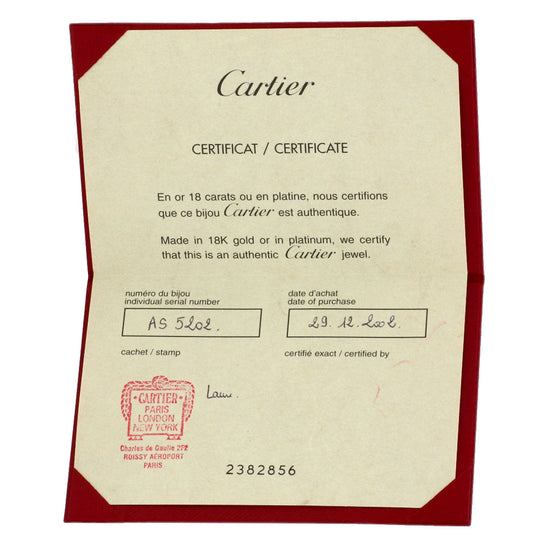 Cartier
CERTIFICAT / CERTIFICATE
En or 18 carats ou en platine, nous certifions
que ce bijou Cartier est authentique.
Made in 18K gold or in platinum, we certify
that this is an authentic Cartier jewel.
numéro du bijou
individual serial number
date d'achat
date of purchase
AS 5202.
29.12.2002.
cachet / stamp
certifié exact / certified by
CARTIER
PARIS
LONDON
NEW YORK
Charles de Gaulle 2F2
ROISSY AÉROPORT
PARIS
2382856